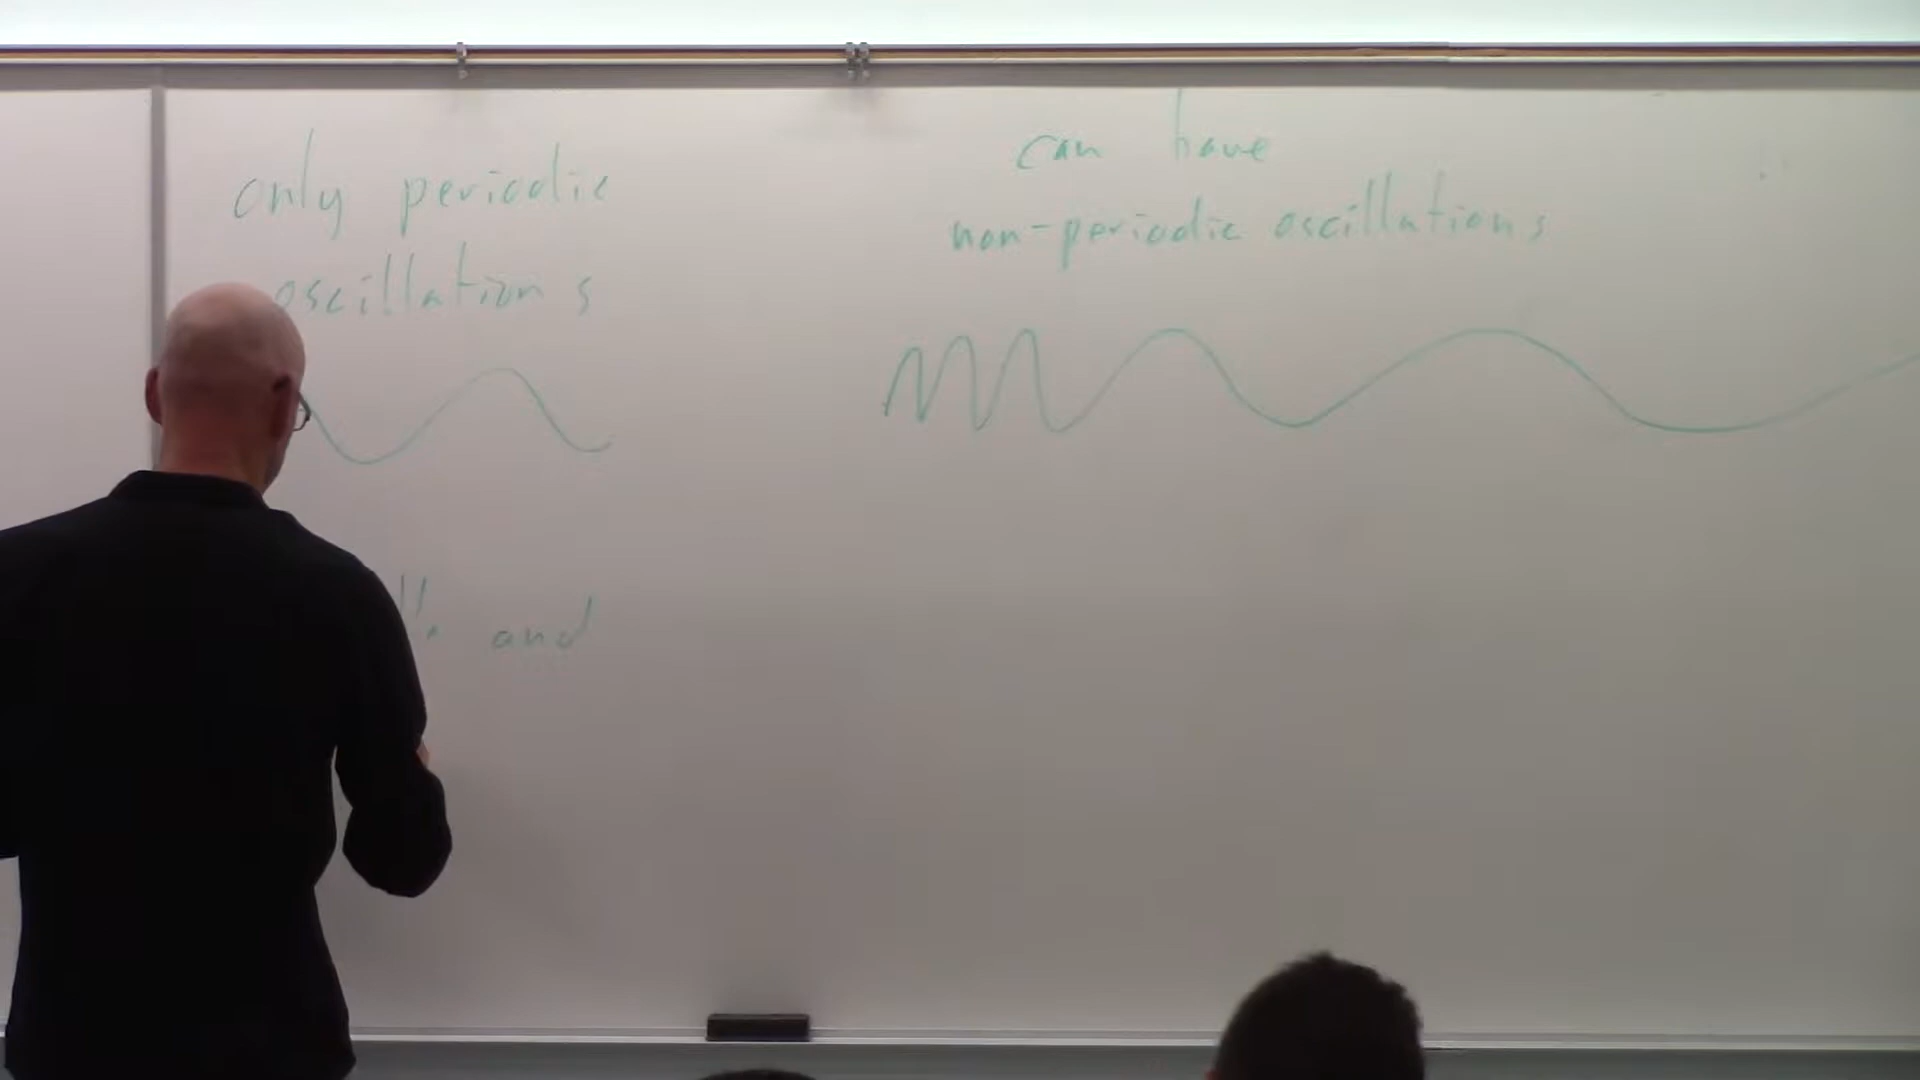 only periodic
oscillations
and
can have
non-periodic oscillations